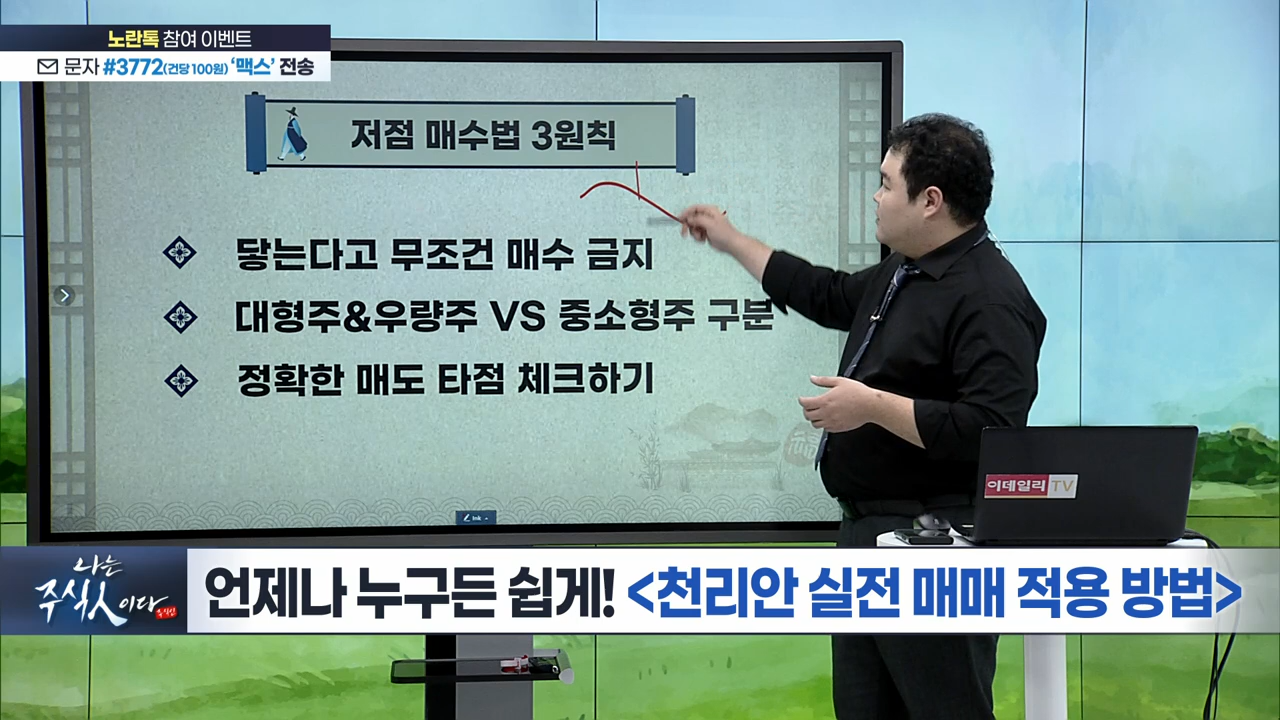 노란톡 참여 이벤트
문자 #3772(건당 100원) '맥스' 전송
저점 매수법 3원칙
닿는다고 무조건 매수 금지
대형주&우량주 VS 중소형주 구분
정확한 매도 타점 체크하기
Ink
이데일리TV
나는
주식人이다
언제나 누구든 쉽게! <천리안 실전 매매 적용 방법>